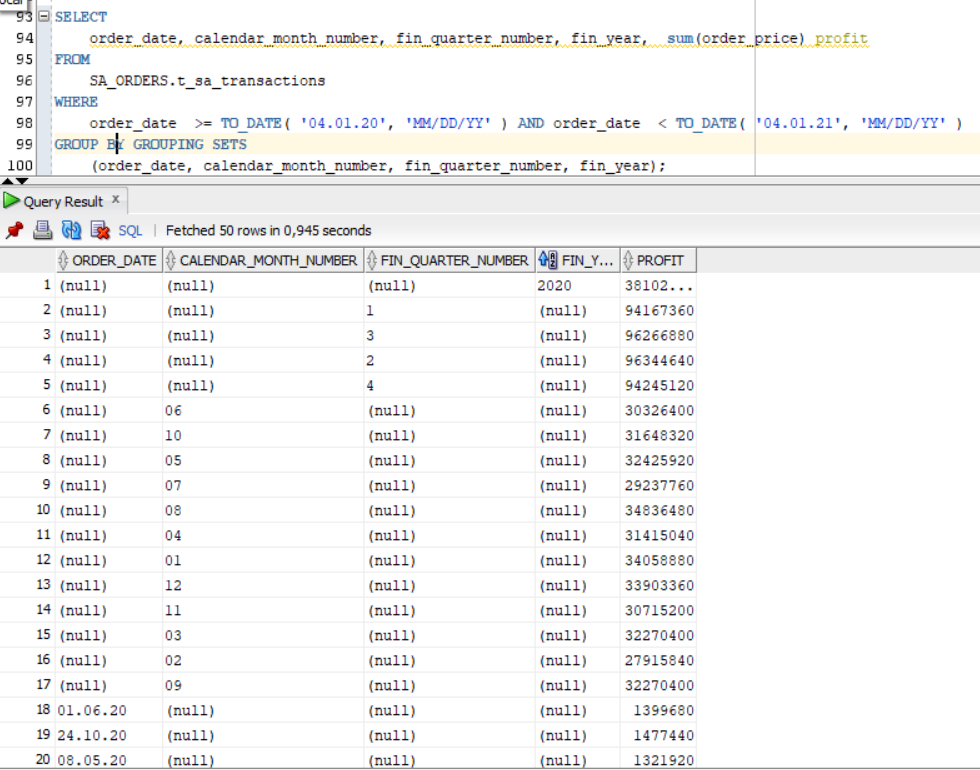 93 SELECT
94 order_date, calendar_month_number, fin_quarter_number, fin_year, sum(order_price) profit
95 FROM
96 SA_ORDERS.t_sa_transactions
97 WHERE
98 order_date >= TO_DATE( '04.01.20', 'MM/DD/YY' ) AND order_date < TO_DATE( '04.01.21', 'MM/DD/YY' )
99 GROUP BY GROUPING SETS
100 (order_date, calendar_month_number, fin_quarter_number, fin_year);
Query Result x
SQL | Fetched 50 rows in 0,945 seconds
ORDER_DATE CALENDAR_MONTH_NUMBER FIN_QUARTER_NUMBER FIN_Y... PROFIT
1 (null) (null) (null) 2020 38102...
2 (null) (null) 1 (null) 94167360
3 (null) (null) 3 (null) 96266880
4 (null) (null) 2 (null) 96344640
5 (null) (null) 4 (null) 94245120
6 (null) 06 (null) (null) 30326400
7 (null) 10 (null) (null) 31648320
8 (null) 05 (null) (null) 32425920
9 (null) 07 (null) (null) 29237760
10 (null) 08 (null) (null) 34836480
11 (null) 04 (null) (null) 31415040
12 (null) 01 (null) (null) 34058880
13 (null) 12 (null) (null) 33903360
14 (null) 11 (null) (null) 30715200
15 (null) 03 (null) (null) 32270400
16 (null) 02 (null) (null) 27915840
17 (null) 09 (null) (null) 32270400
18 01.06.20 (null) (null) (null) 1399680
19 24.10.20 (null) (null) (null) 1477440
20 08.05.20 (null) (null) (null) 1321920